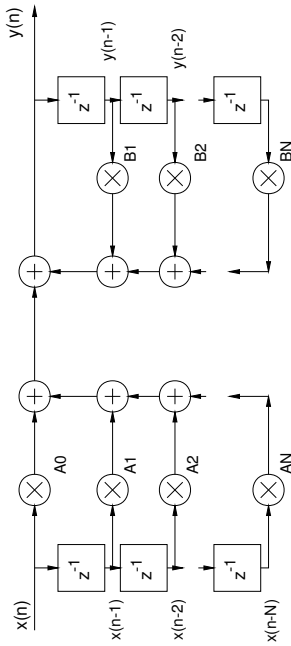 x(n)
y(n)
A0
z⁻¹
z⁻¹
x(n-1)
y(n-1)
A1
B1
z⁻¹
z⁻¹
x(n-2)
y(n-2)
A2
B2
z⁻¹
z⁻¹
x(n-N)
AN
BN